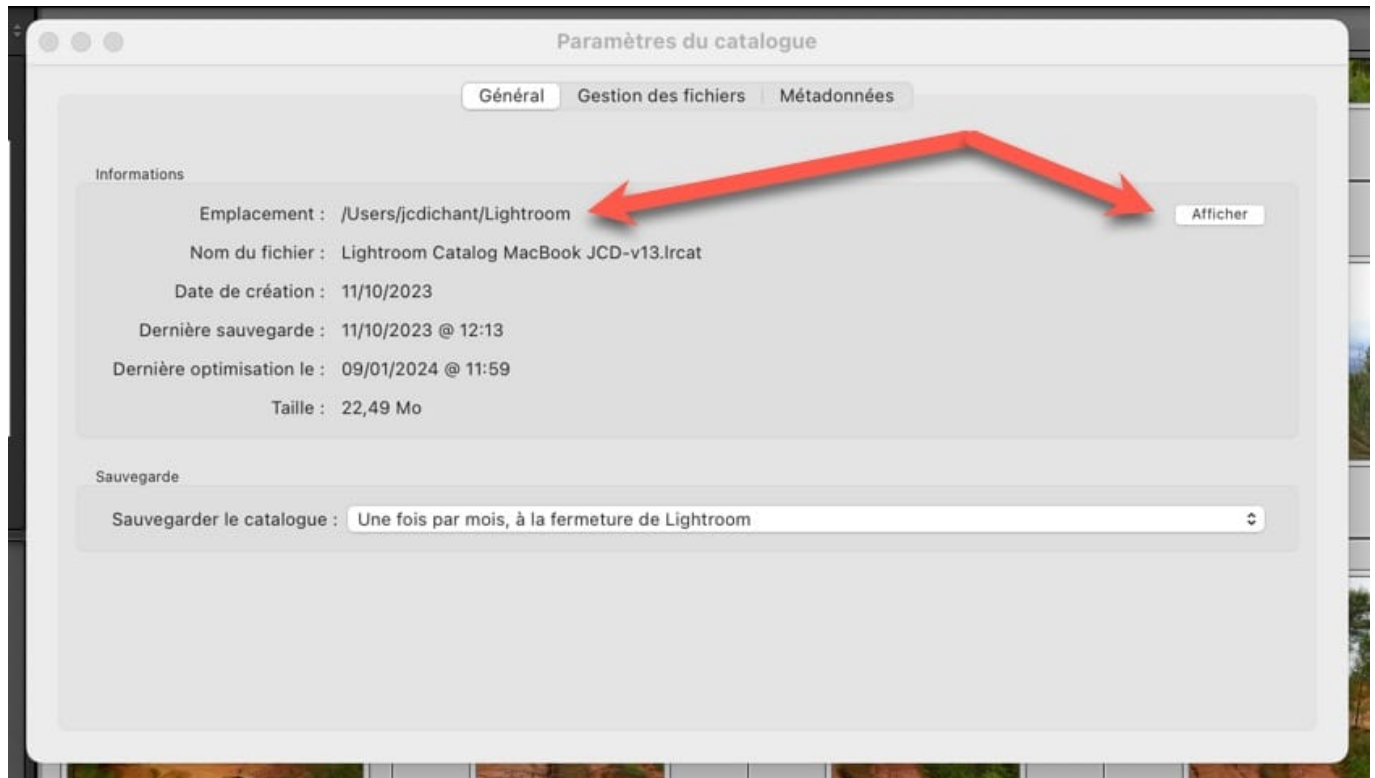 Paramètres du catalogue
Général Gestion des fichiers Métadonnées
Informations
Emplacement : /Users/jcdichant/Lightroom Afficher
Nom du fichier : Lightroom Catalog MacBook JCD-v13.lrcat
Date de création : 11/10/2023
Dernière sauvegarde : 11/10/2023 @ 12:13
Dernière optimisation le : 09/01/2024 @ 11:59
Taille : 22,49 Mo
Sauvegarde
Sauvegarder le catalogue : Une fois par mois, à la fermeture de Lightroom